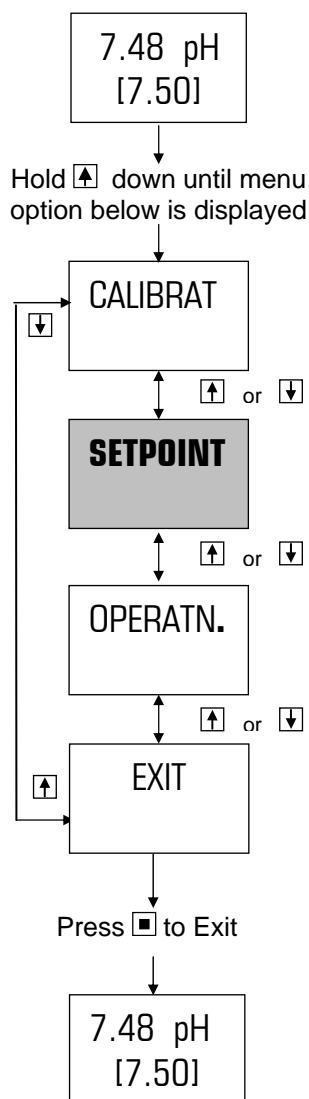 7.48 pH
[7.50]
Hold down until menu
option below is displayed
CALIBRAT
or
SETPOINT
or
OPERATN.
or
EXIT
Press to Exit
7.48 pH
[7.50]